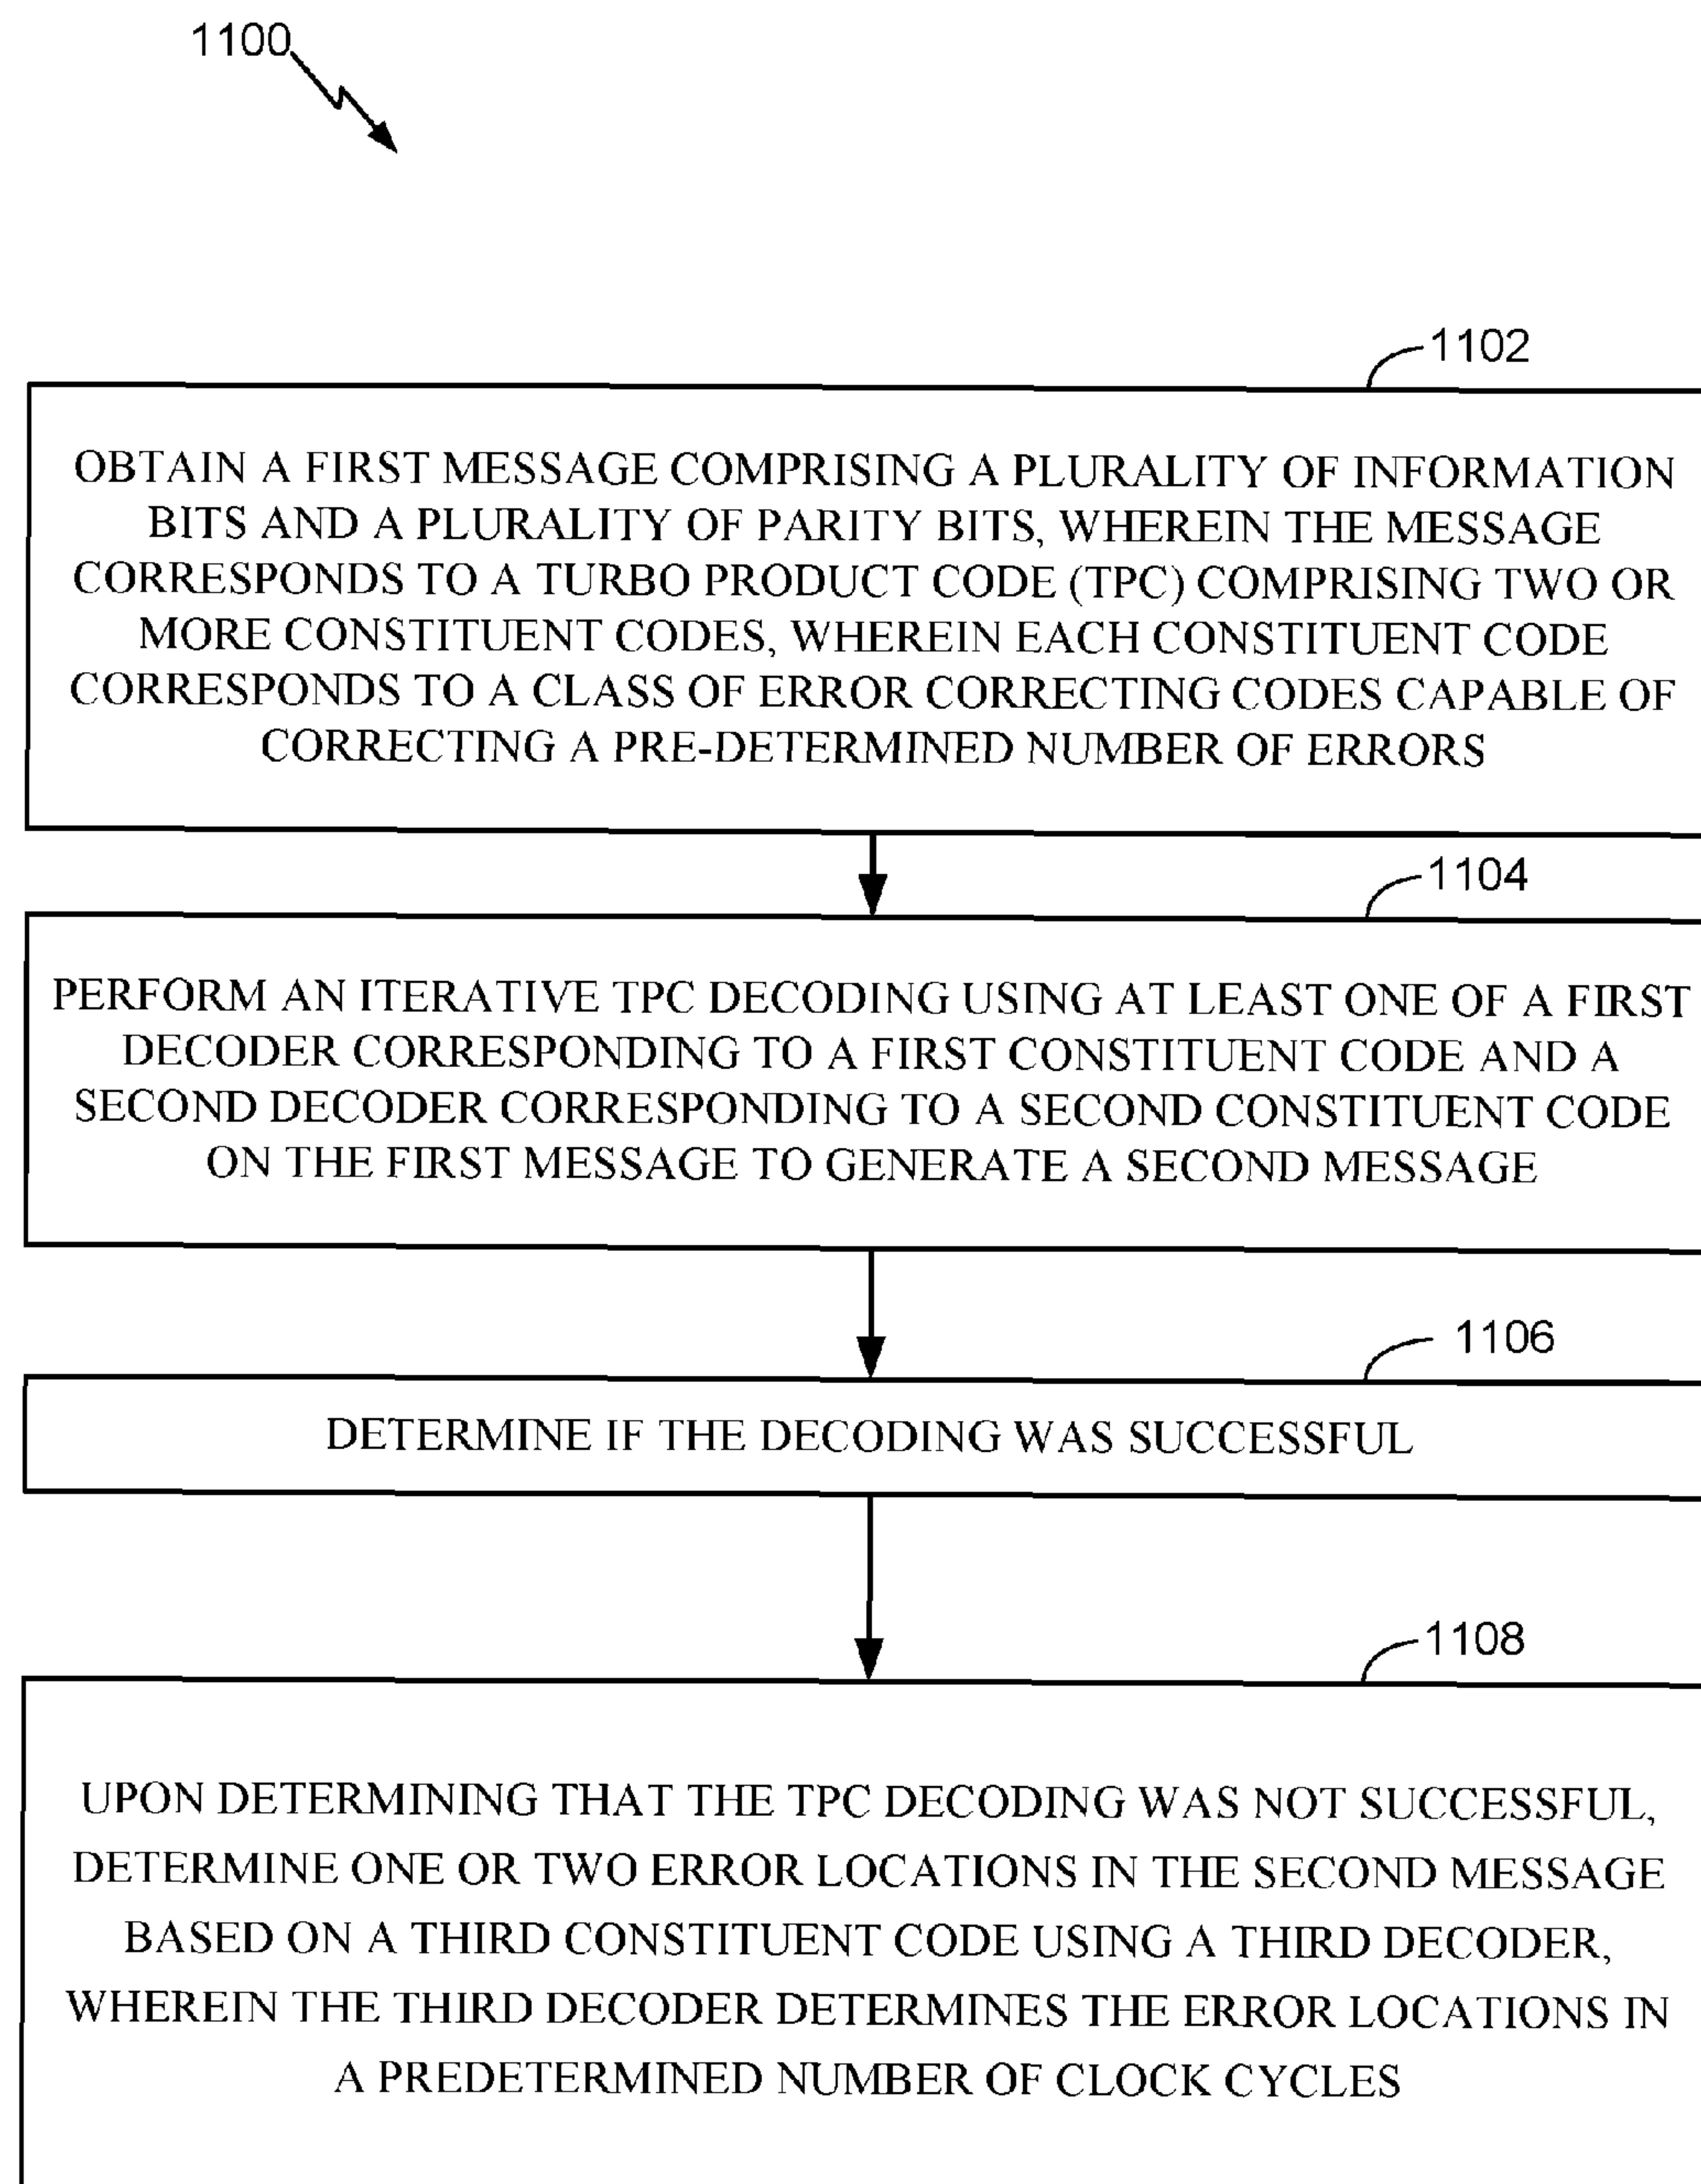 1100
1102
OBTAIN A FIRST MESSAGE COMPRISING A PLURALITY OF INFORMATION
BITS AND A PLURALITY OF PARITY BITS, WHEREIN THE MESSAGE
CORRESPONDS TO A TURBO PRODUCT CODE (TPC) COMPRISING TWO OR
MORE CONSTITUENT CODES, WHEREIN EACH CONSTITUENT CODE
CORRESPONDS TO A CLASS OF ERROR CORRECTING CODES CAPABLE OF
CORRECTING A PRE-DETERMINED NUMBER OF ERRORS
1104
PERFORM AN ITERATIVE TPC DECODING USING AT LEAST ONE OF A FIRST
DECODER CORRESPONDING TO A FIRST CONSTITUENT CODE AND A
SECOND DECODER CORRESPONDING TO A SECOND CONSTITUENT CODE
ON THE FIRST MESSAGE TO GENERATE A SECOND MESSAGE
1106
DETERMINE IF THE DECODING WAS SUCCESSFUL
1108
UPON DETERMINING THAT THE TPC DECODING WAS NOT SUCCESSFUL,
DETERMINE ONE OR TWO ERROR LOCATIONS IN THE SECOND MESSAGE
BASED ON A THIRD CONSTITUENT CODE USING A THIRD DECODER,
WHEREIN THE THIRD DECODER DETERMINES THE ERROR LOCATIONS IN
A PREDETERMINED NUMBER OF CLOCK CYCLES